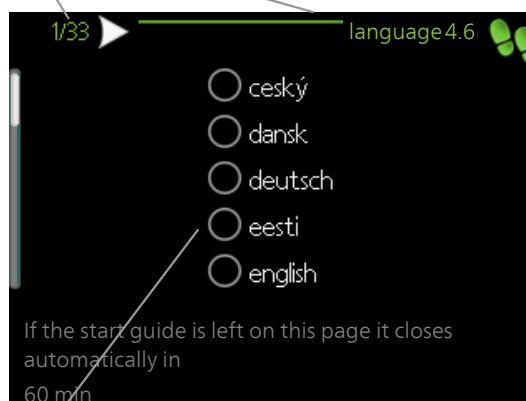 1/33 language 4.6
ceský
dansk
deutsch
eesti
english
If the start guide is left on this page it closes
automatically in
60 min